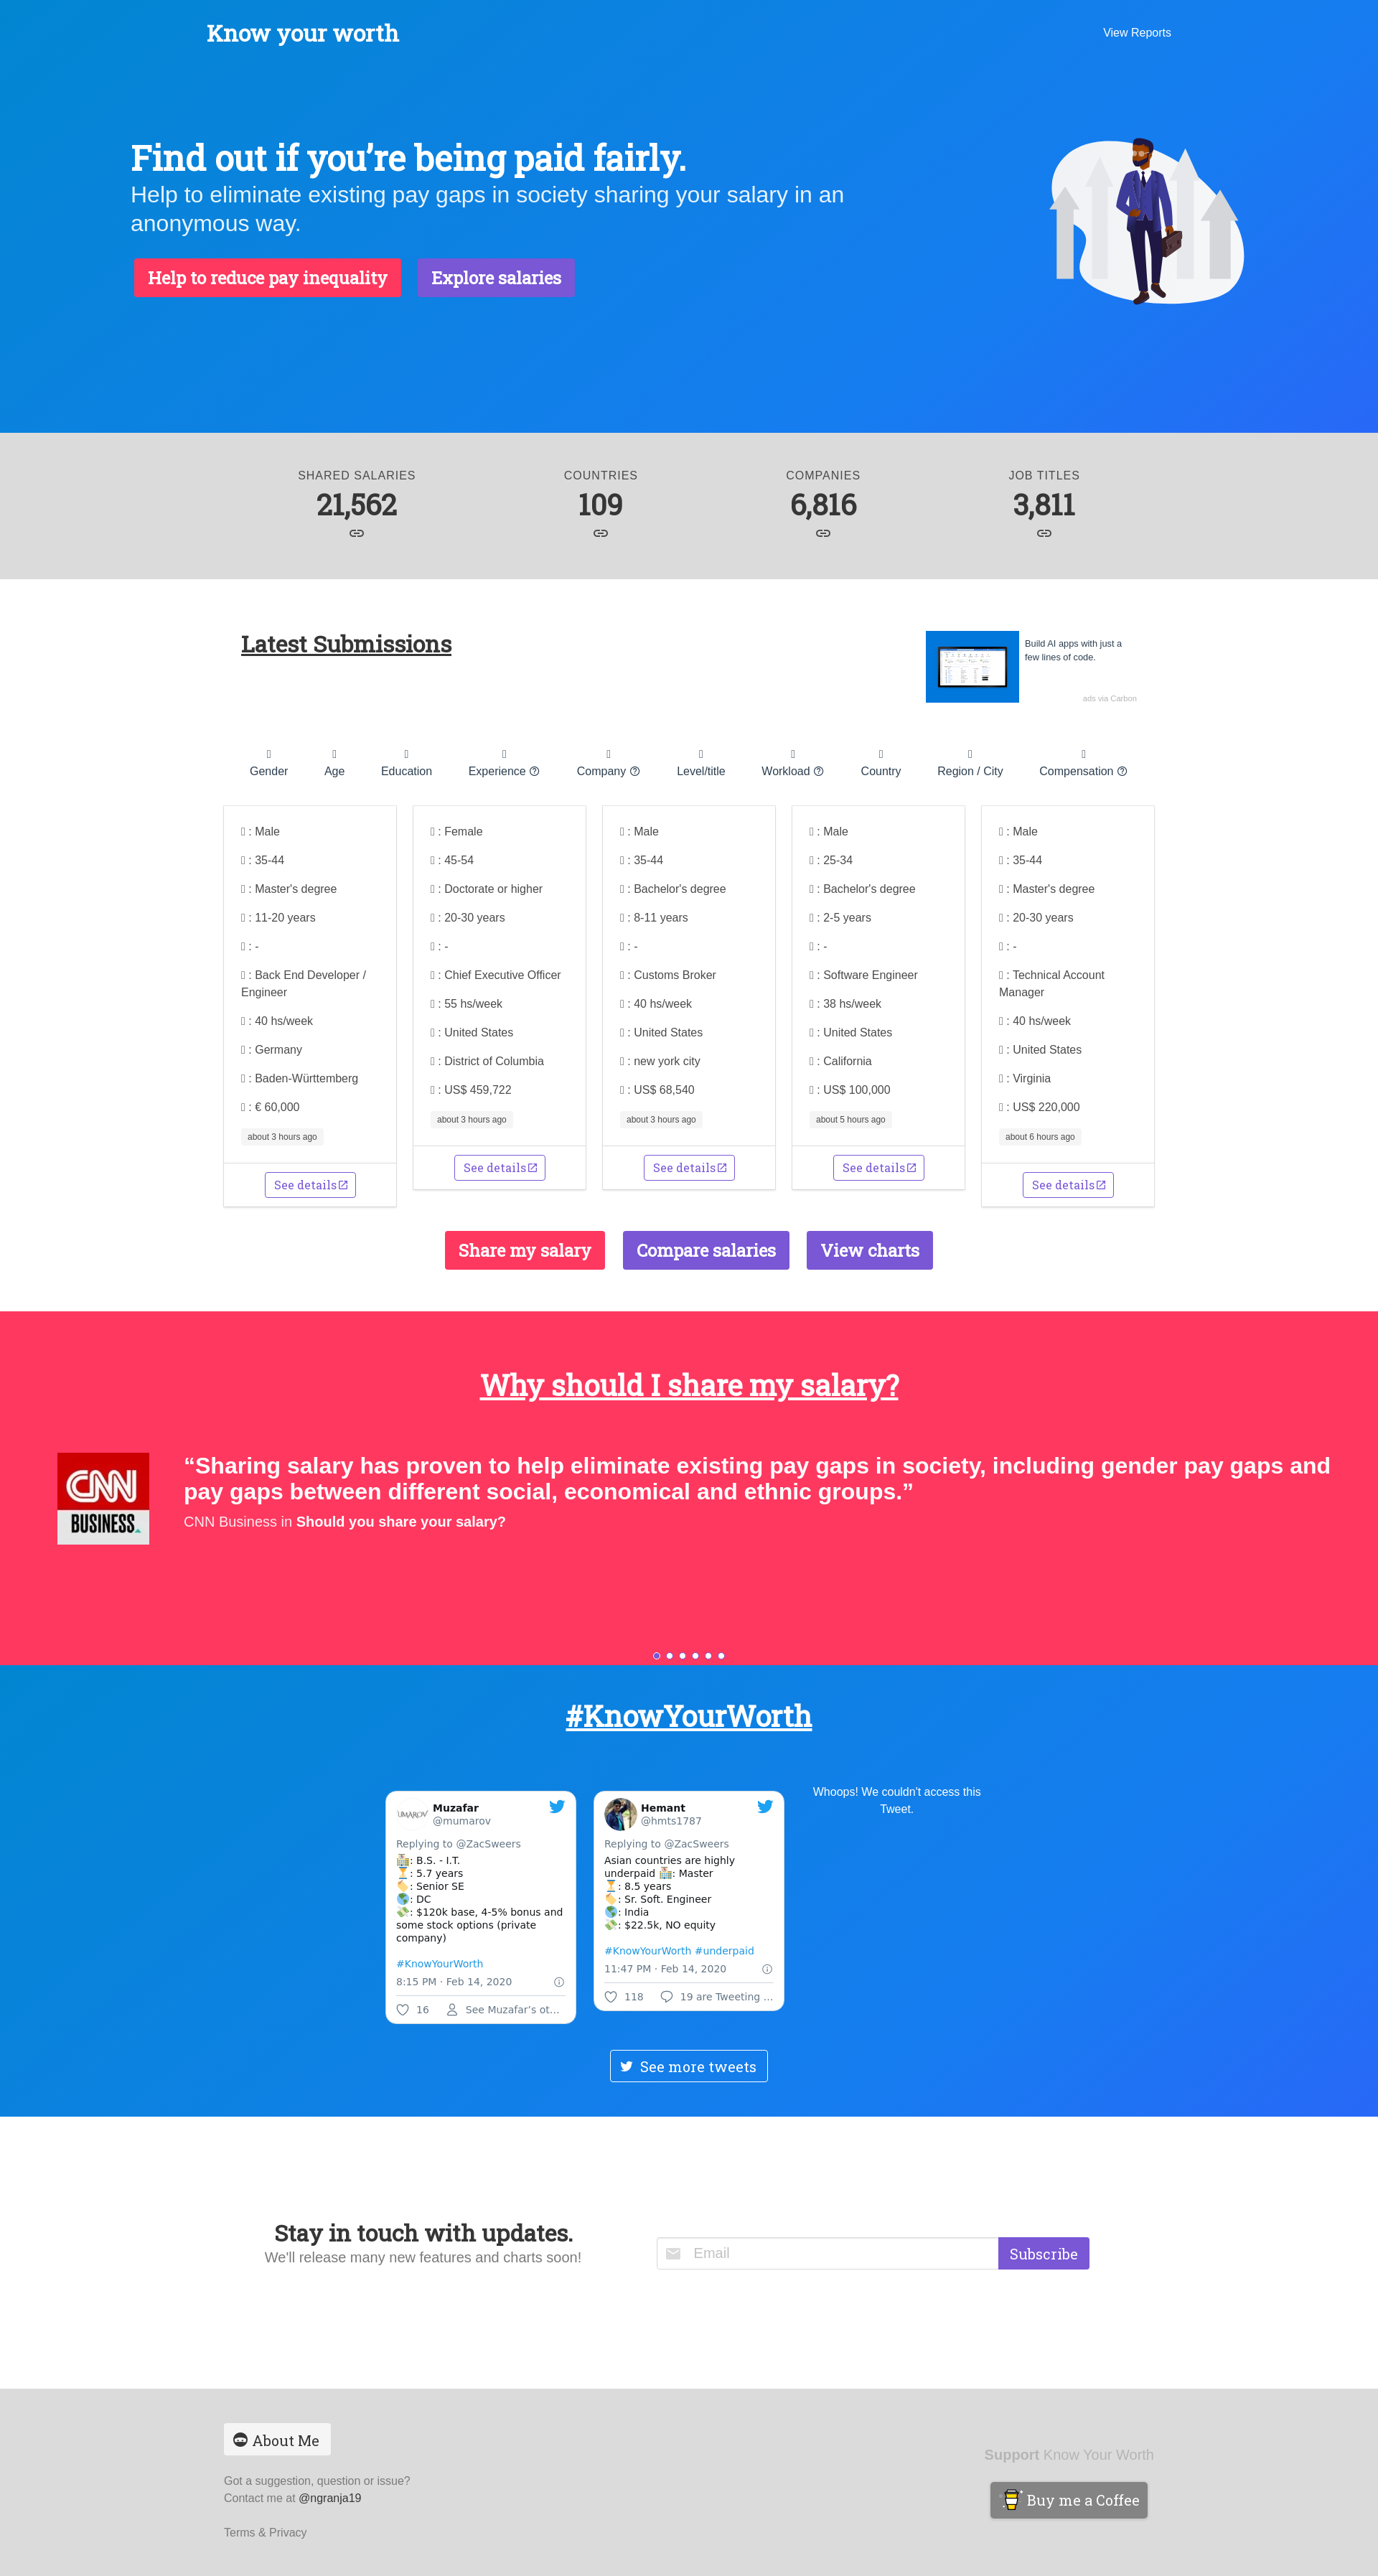 Know your worth
View Reports
Find out if you’re being paid fairly.
Help to eliminate existing pay gaps in society sharing your salary in an
anonymous way.
Help to reduce pay inequality
Explore salaries
SHARED SALARIES
21,562
COUNTRIES
109
COMPANIES
6,816
JOB TITLES
3,811
Latest Submissions
Build AI apps with just a
few lines of code.
ads via Carbon
Gender
Age
Education
Experience
Company
Level/title
Workload
Country
Region / City
Compensation
: Male
: 35-44
: Master's degree
: 11-20 years
: -
: Back End Developer /
Engineer
: 40 hs/week
: Germany
: Baden-Württemberg
: € 60,000
about 3 hours ago
See details
: Female
: 45-54
: Doctorate or higher
: 20-30 years
: -
: Chief Executive Officer
: 55 hs/week
: United States
: District of Columbia
: US$ 459,722
about 3 hours ago
See details
: Male
: 35-44
: Bachelor's degree
: 8-11 years
: -
: Customs Broker
: 40 hs/week
: United States
: new york city
: US$ 68,540
about 3 hours ago
See details
: Male
: 25-34
: Bachelor's degree
: 2-5 years
: -
: Software Engineer
: 38 hs/week
: United States
: California
: US$ 100,000
about 5 hours ago
See details
: Male
: 35-44
: Master's degree
: 20-30 years
: -
: Technical Account
Manager
: 40 hs/week
: United States
: Virginia
: US$ 220,000
about 6 hours ago
See details
Share my salary
Compare salaries
View charts
Why should I share my salary?
CNN
BUSINESS
“Sharing salary has proven to help eliminate existing pay gaps in society, including gender pay gaps and
pay gaps between different social, economical and ethnic groups.”
CNN Business in Should you share your salary?
#KnowYourWorth
UMAROV
Muzafar
@mumarov
Replying to @ZacSweers
🏫: B.S. - I.T.
⏳: 5.7 years
🏷️: Senior SE
🌎: DC
💸: $120k base, 4-5% bonus and
some stock options (private
company)
#KnowYourWorth
8:15 PM · Feb 14, 2020
16
See Muzafar’s ot…
Hemant
@hmts1787
Replying to @ZacSweers
Asian countries are highly
underpaid 🏫: Master
⏳: 8.5 years
🏷️: Sr. Soft. Engineer
🌎: India
💸: $22.5k, NO equity
#KnowYourWorth #underpaid
11:47 PM · Feb 14, 2020
118
19 are Tweeting …
Whoops! We couldn't access this
Tweet.
See more tweets
Stay in touch with updates.
We'll release many new features and charts soon!
Email
Subscribe
About Me
Got a suggestion, question or issue?
Contact me at @ngranja19
Terms & Privacy
Support Know Your Worth
Buy me a Coffee